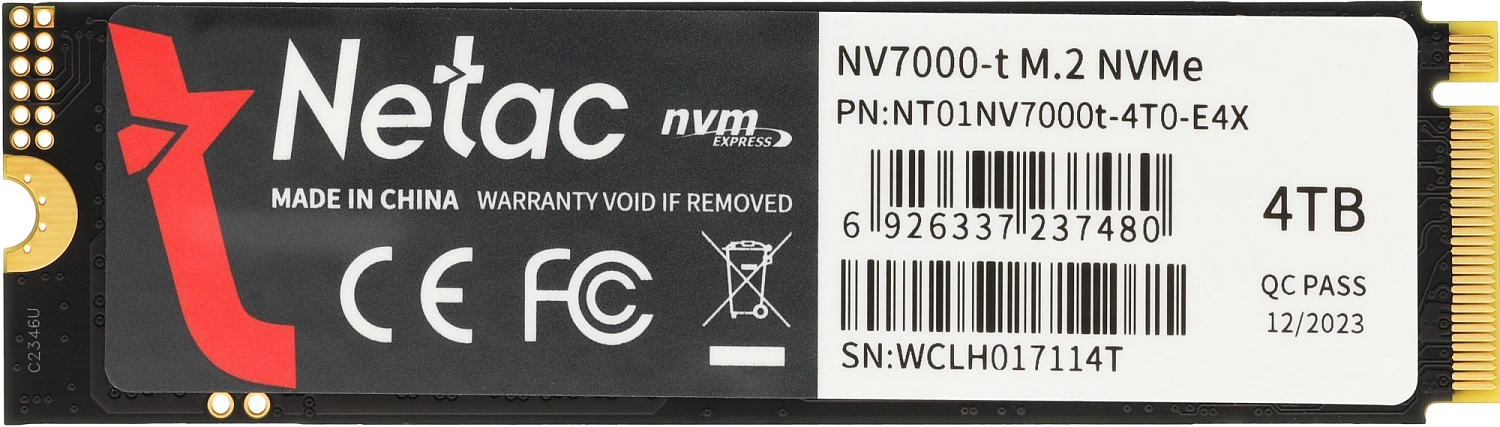 Netac
nvm
EXPRESS
MADE IN CHINA WARRANTY VOID IF REMOVED
CE FC
NV7000-t M.2 NVMe
PN:NT01NV7000t-4T0-E4X
6 926337 237480
4TB
QC PASS
12/2023
SN:WCLH017114T
C2346U